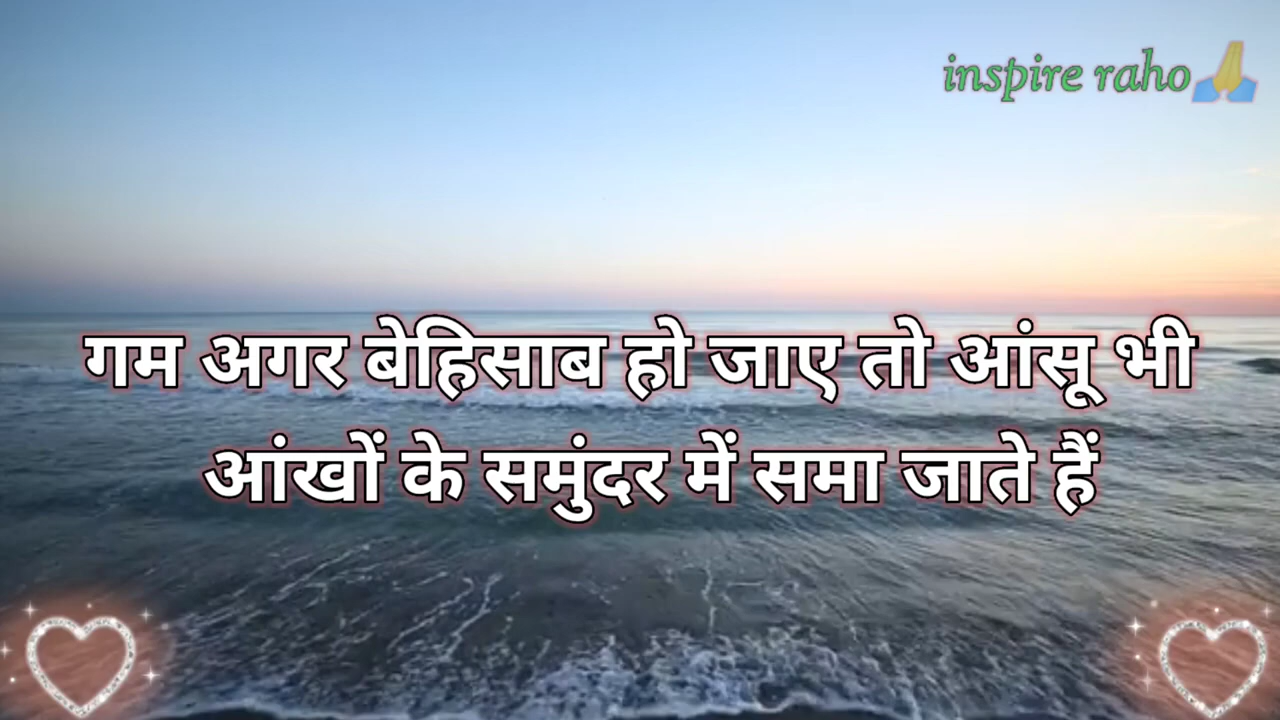 inspire raho🙏
गम अगर बेहिसाब हो जाए तो आंसू भी
आंखों के समुंदर में समा जाते हैं